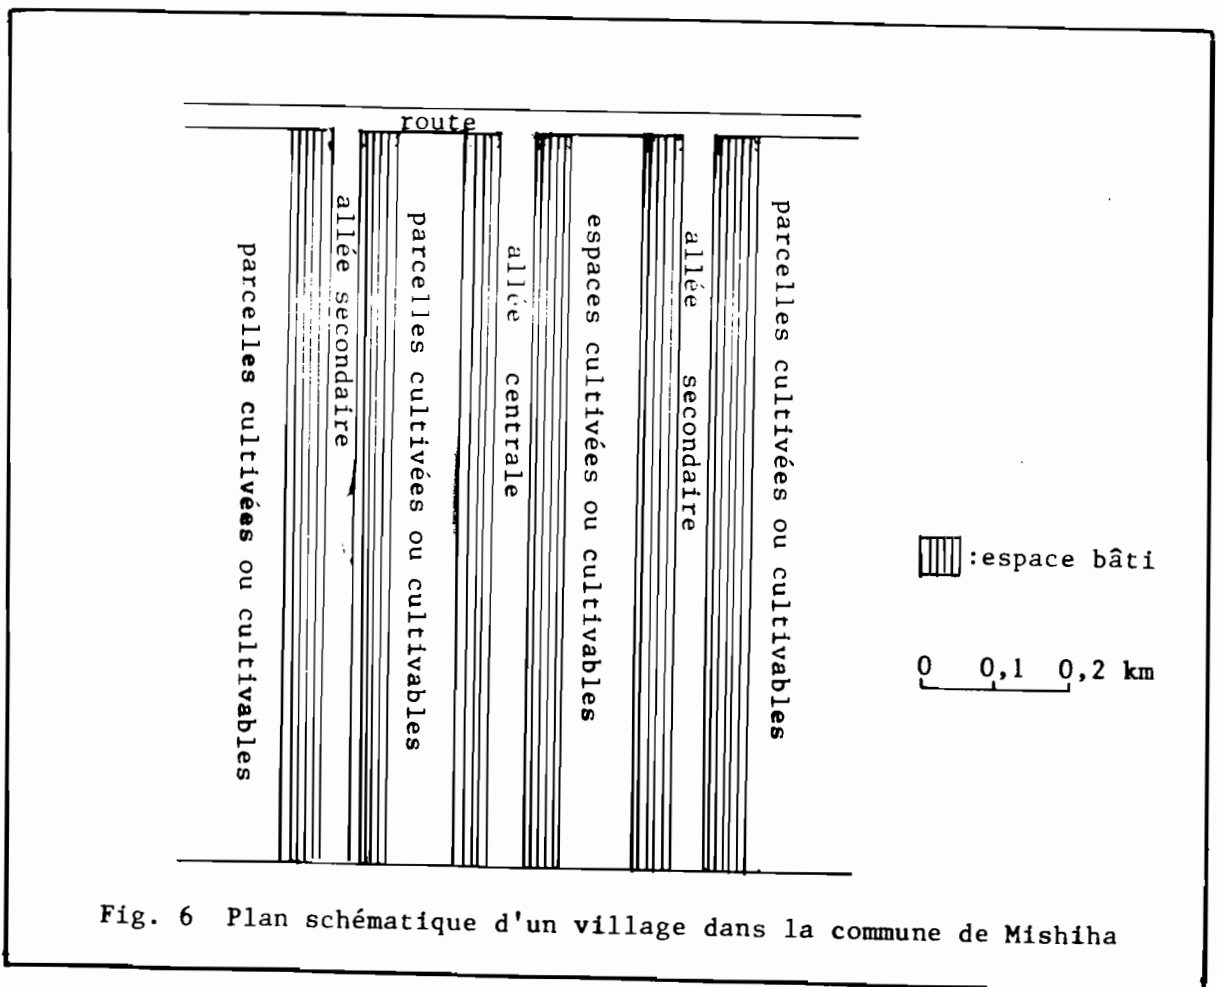 route
parcelles cultivées ou cultivables
allée secondaire
parcelles cultivées ou cultivables
allée centrale
espaces cultivées ou cultivables
allée secondaire
parcelles cultivées ou cultivables
:espace bâti
0 0,1 0,2 km
Fig. 6 Plan schématique d'un village dans la commune de Mishiha